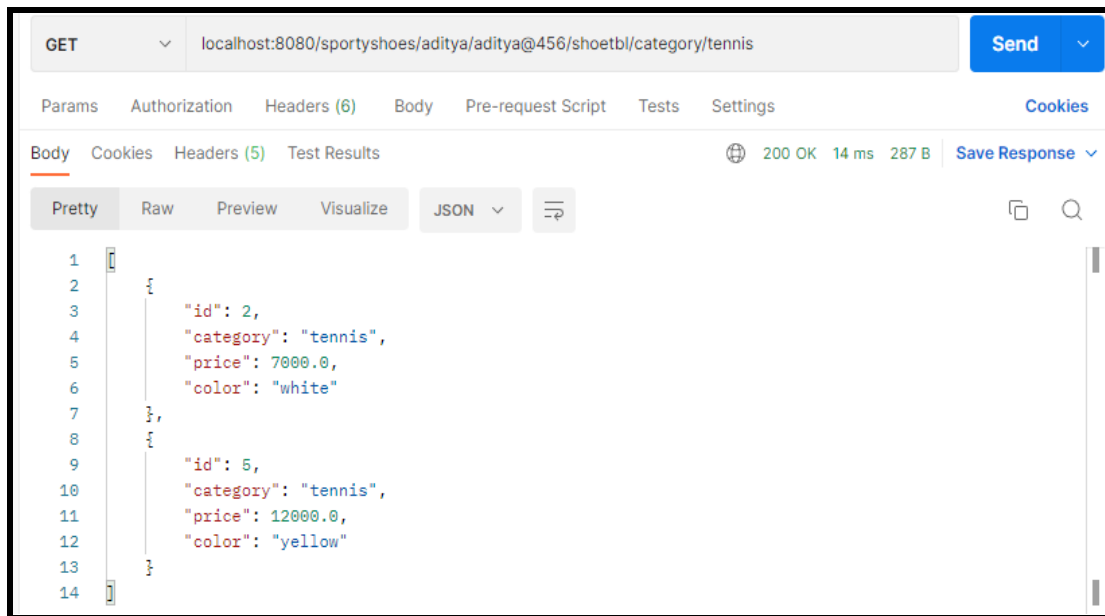 GET localhost:8080/sportyshoes/aditya/aditya@456/shoetbl/category/tennis Send
Params Authorization Headers (6) Body Pre-request Script Tests Settings Cookies
Body Cookies Headers (5) Test Results 200 OK 14 ms 287 B Save Response
Pretty Raw Preview Visualize JSON
1 [
2 {
3 "id": 2,
4 "category": "tennis",
5 "price": 7000.0,
6 "color": "white"
7 },
8 {
9 "id": 5,
10 "category": "tennis",
11 "price": 12000.0,
12 "color": "yellow"
13 }
14 ]